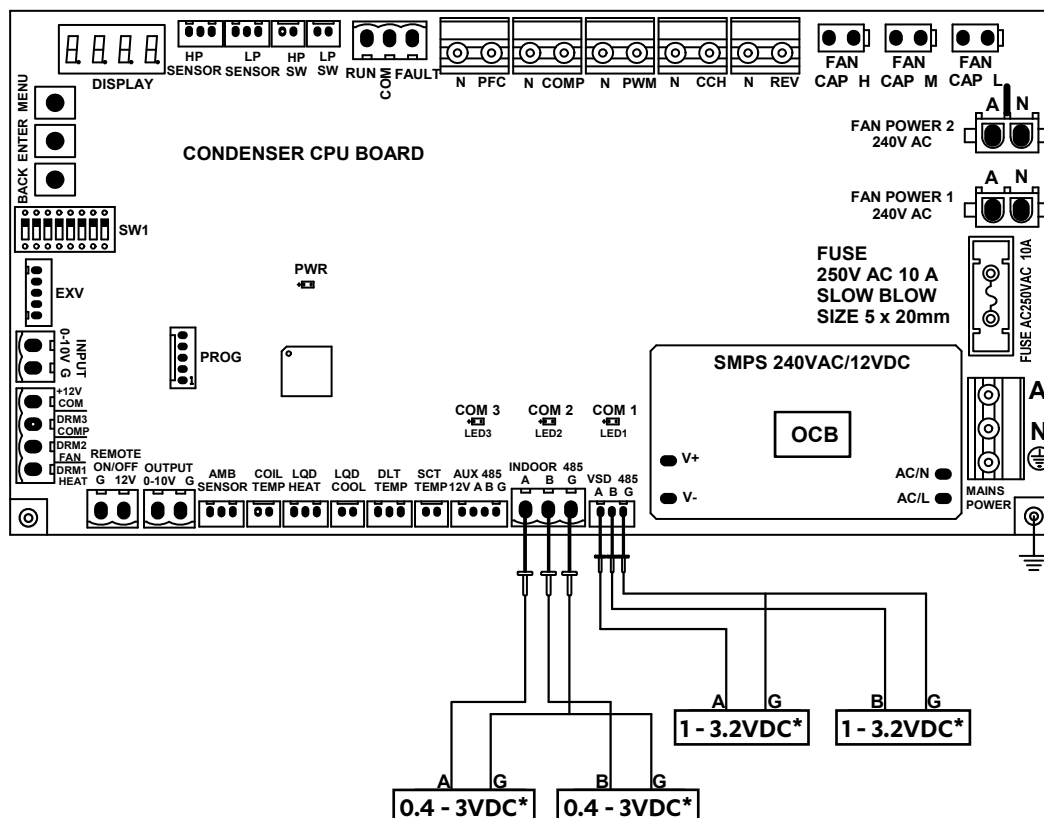 DISPLAY
HP SENSOR
LP SENSOR
HP SW
LP SW
RUN COM FAULT
N PFC
N COMP
N PWM
N CCH
N REV
FAN CAP H
FAN CAP M
FAN CAP L
BACK ENTER MENU
CONDENSER CPU BOARD
A N
FAN POWER 2
240V AC
A N
FAN POWER 1
240V AC
SW1
FUSE
250V AC 10 A
SLOW BLOW
SIZE 5 x 20mm
FUSE AC250VAC 10A
PWR
EXV
INPUT
0-10V G
PROG
1
SMPS 240VAC/12VDC
OCB
V+
V-
AC/N
AC/L
A
N
MAINS
POWER
+12V
COM
DRM3
COMP
DRM2
FAN
DRM1
HEAT
COM 3
LED3
COM 2
LED2
COM 1
LED1
REMOTE
ON/OFF
G 12V
OUTPUT
0-10V G
AMB
SENSOR
COIL
TEMP
LQD
HEAT
LQD
COOL
DLT
TEMP
SCT
TEMP
AUX 485
12V A B G
INDOOR 485
A B G
VSD 485
A B G
A G
1 - 3.2VDC*
B G
1 - 3.2VDC*
A G
0.4 - 3VDC*
B G
0.4 - 3VDC*